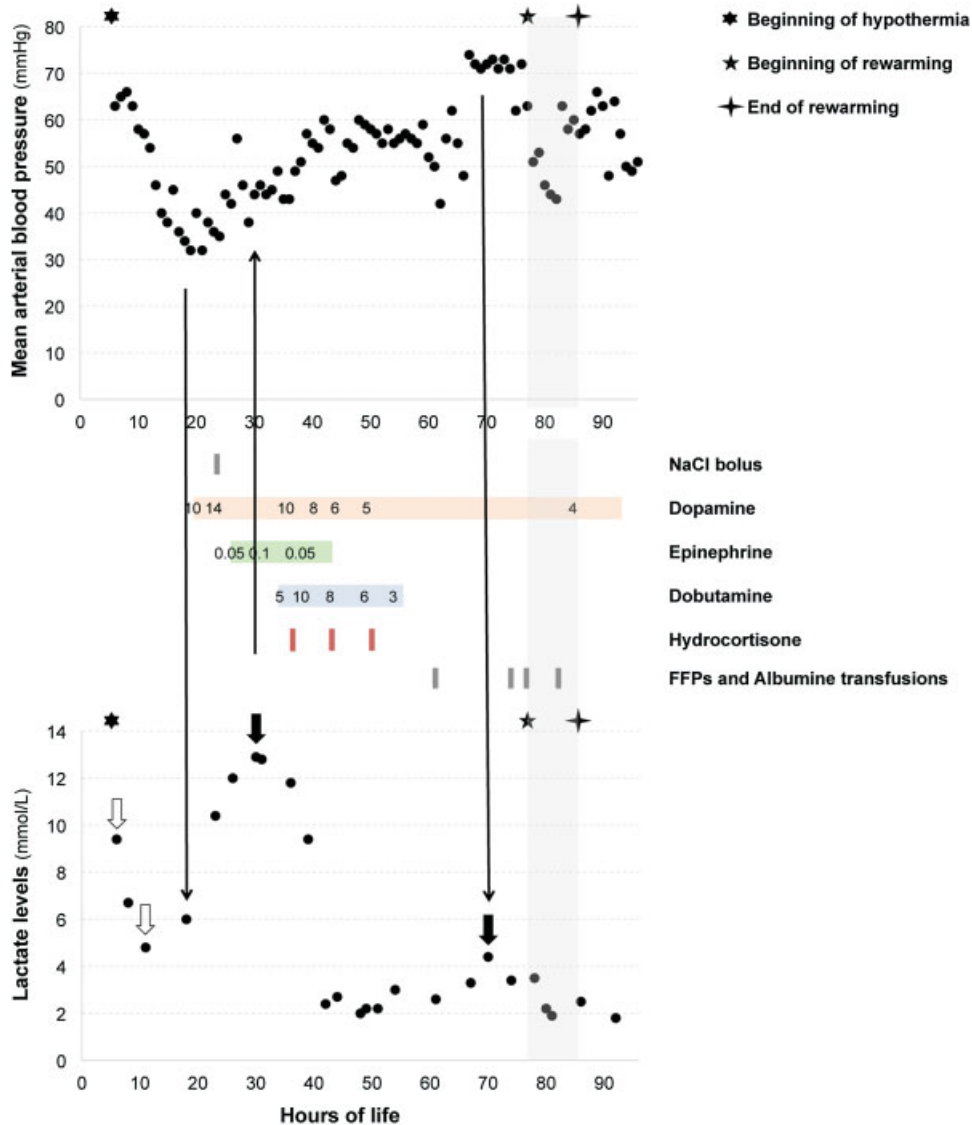 Beginning of hypothermia
Beginning of rewarming
End of rewarming
Mean arterial blood pressure (mmHg)
80
70
60
50
40
30
20
10
0
0 10 20 30 40 50 60 70 80 90
NaCl bolus
10 14 10 8 6 5 4 Dopamine
0.05 0.1 0.05 Epinephrine
5 10 8 6 3 Dobutamine
Hydrocortisone
FFPs and Albumine transfusions
Lactate levels (mmol/L)
14
12
10
8
6
4
2
0
0 10 20 30 40 50 60 70 80 90
Hours of life